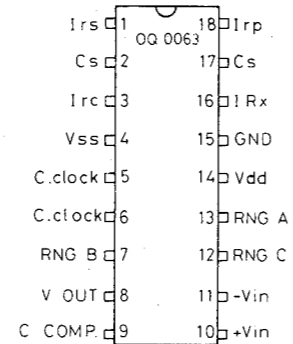 Irs 1 18 Irp
OQ 0063
Cs 2 17 Cs
Irc 3 16 I Rx
Vss 4 15 GND
C.clock 5 14 Vdd
C.clock 6 13 RNG A
RNG B 7 12 RNG C
V OUT 8 11 -Vin
C COMP. 9 10 +Vin